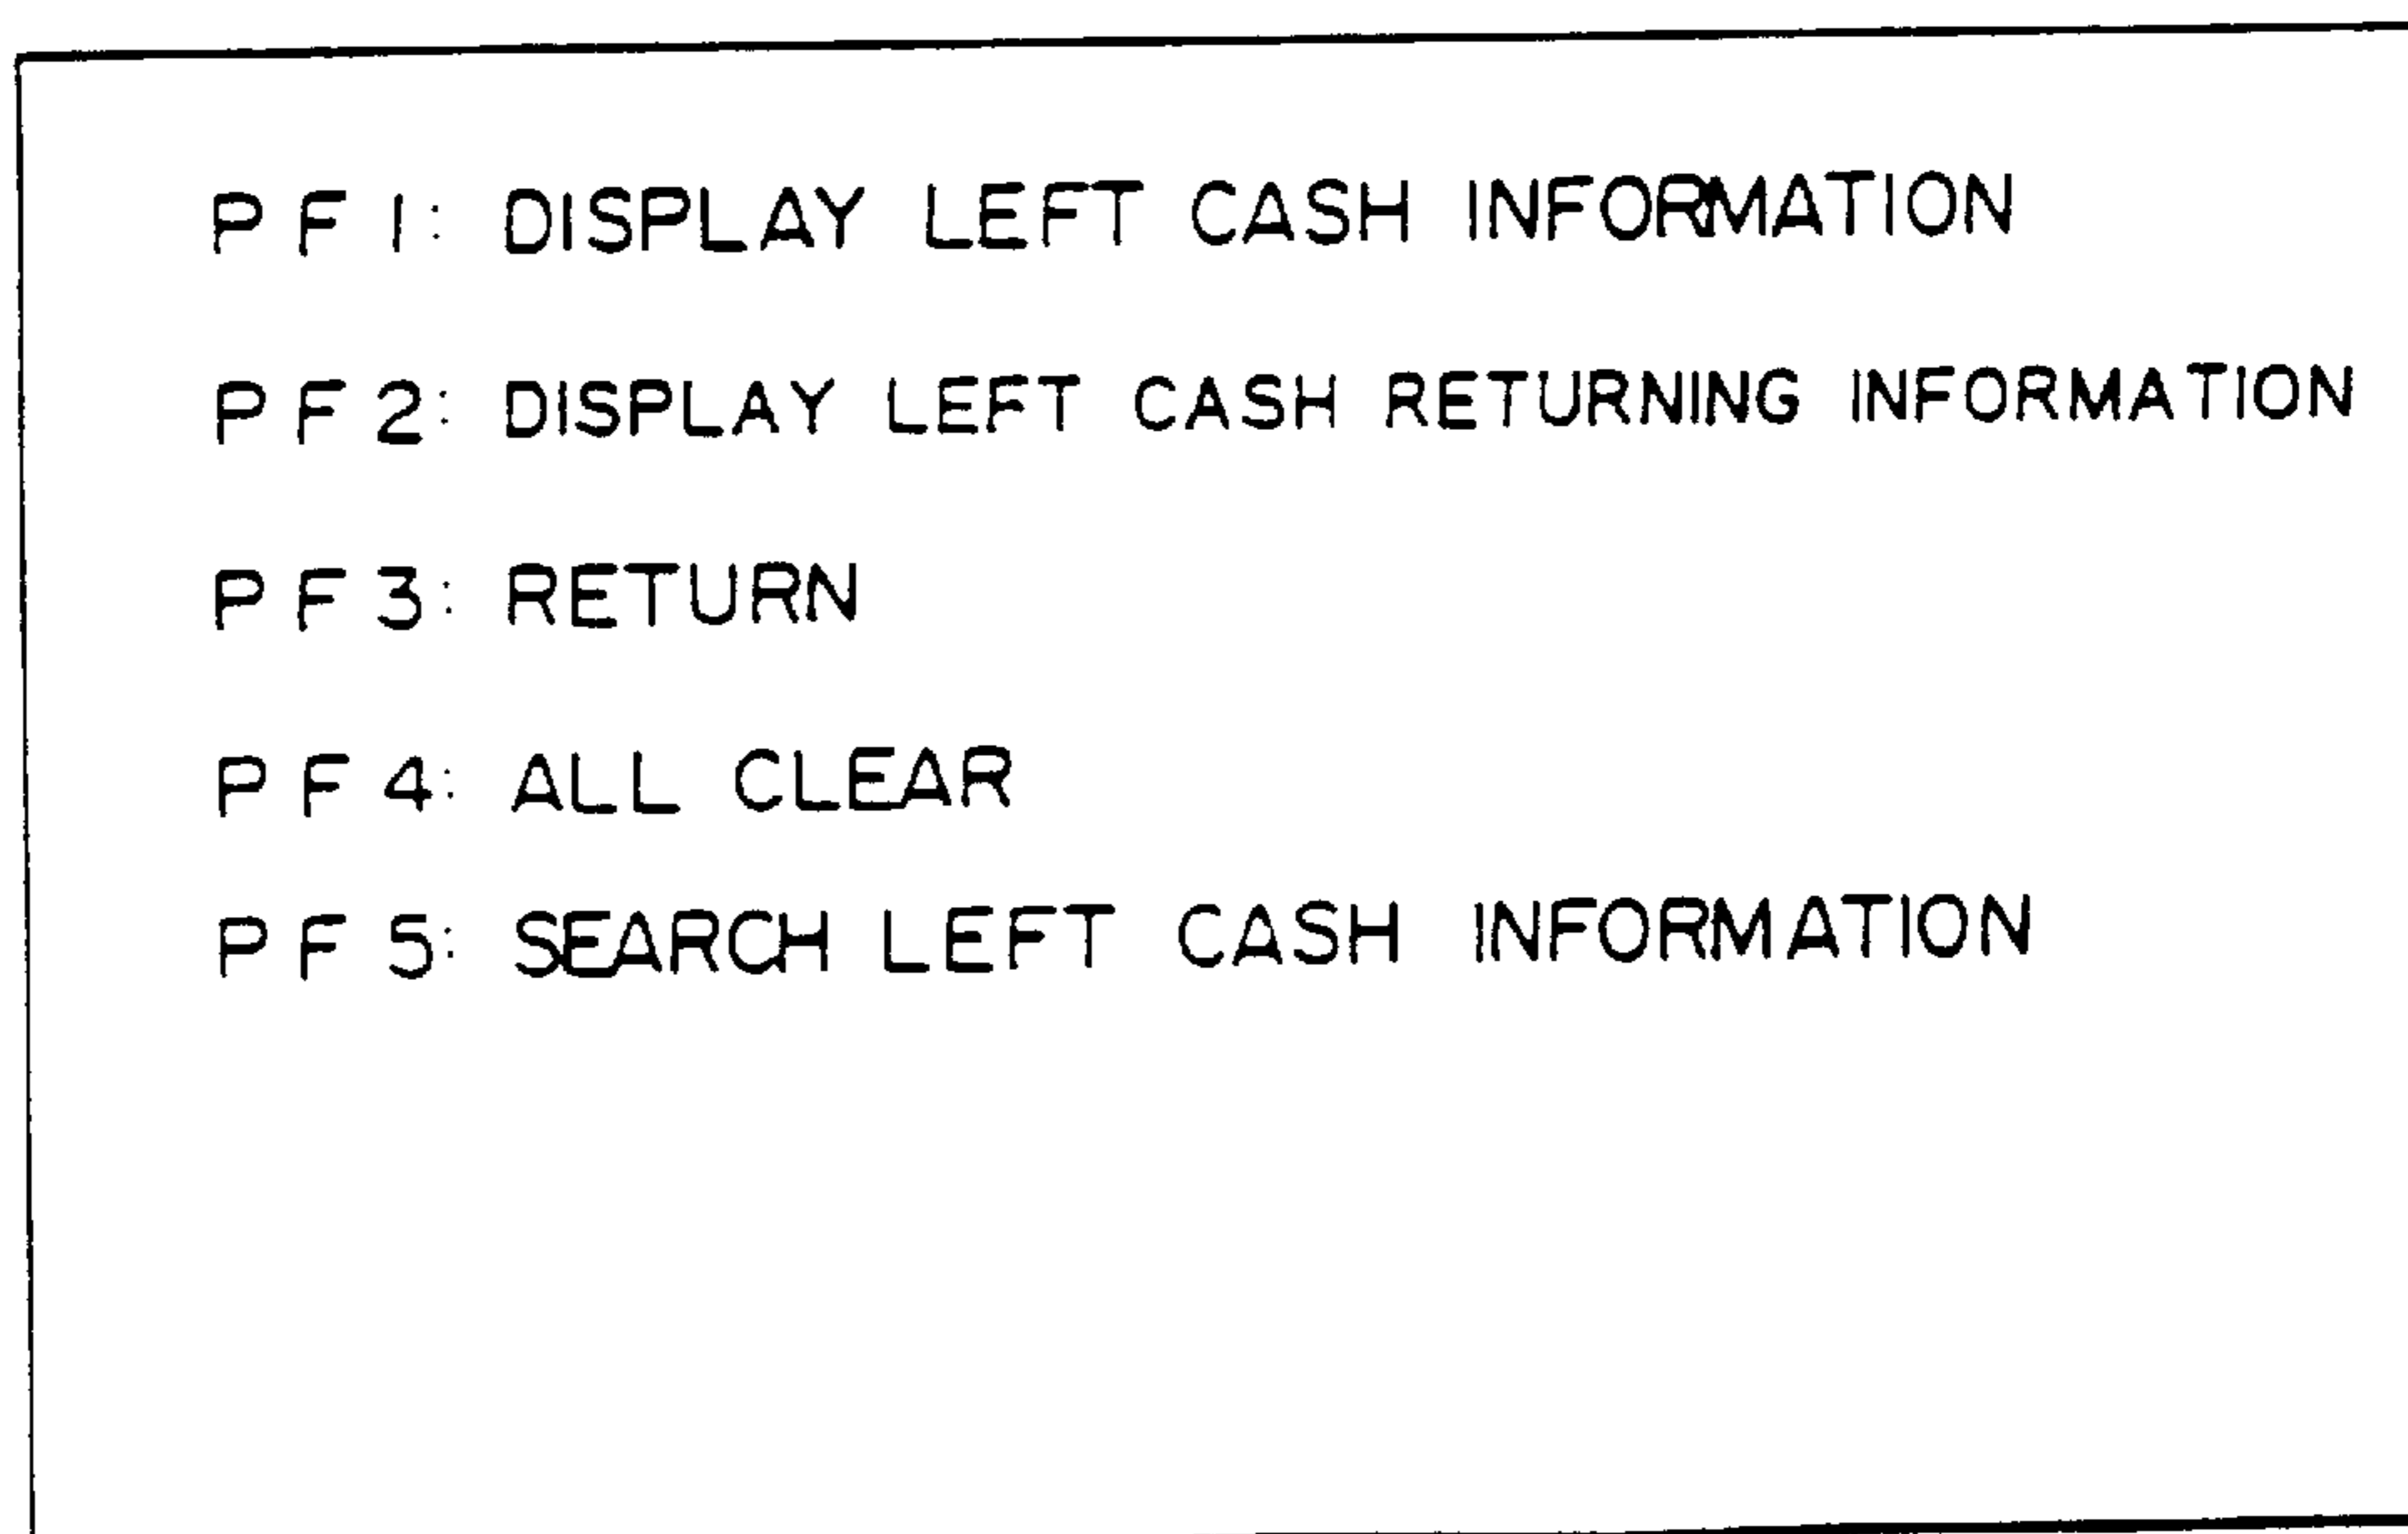 PF1: DISPLAY LEFT CASH INFORMATION
PF2: DISPLAY LEFT CASH RETURNING INFORMATION
PF3: RETURN
PF4: ALL CLEAR
PF5: SEARCH LEFT CASH INFORMATION